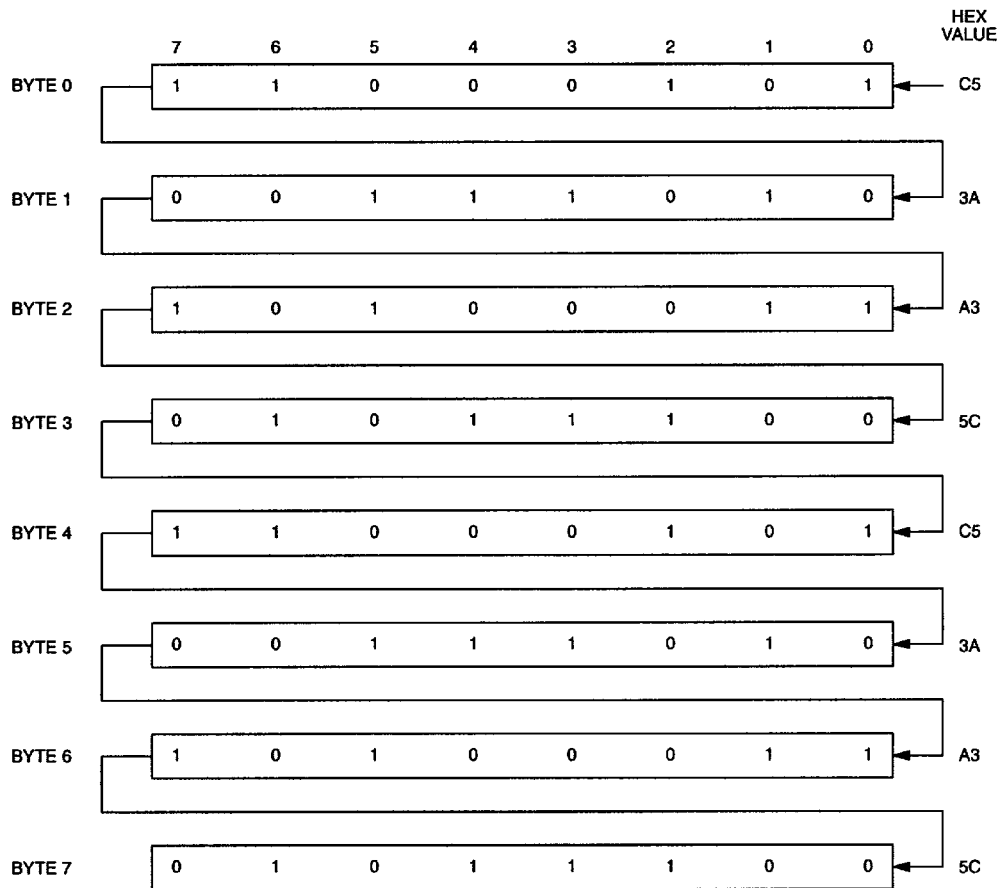 HEX
VALUE
7 6 5 4 3 2 1 0
BYTE 0 1 1 0 0 0 1 0 1 C5
BYTE 1 0 0 1 1 1 0 1 0 3A
BYTE 2 1 0 1 0 0 0 1 1 A3
BYTE 3 0 1 0 1 1 1 0 0 5C
BYTE 4 1 1 0 0 0 1 0 1 C5
BYTE 5 0 0 1 1 1 0 1 0 3A
BYTE 6 1 0 1 0 0 0 1 1 A3
BYTE 7 0 1 0 1 1 1 0 0 5C